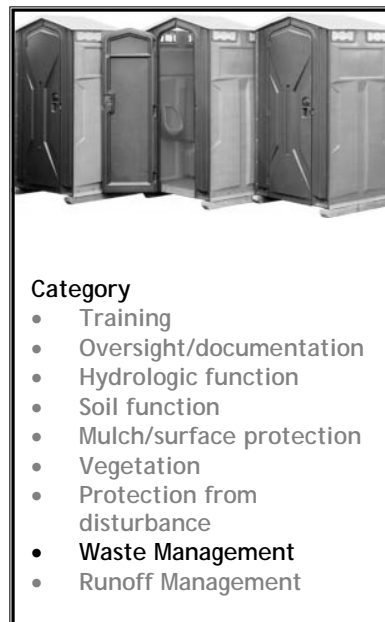 Category
• Training
• Oversight/documentation
• Hydrologic function
• Soil function
• Mulch/surface protection
• Vegetation
• Protection from
disturbance
• Waste Management
• Runoff Management